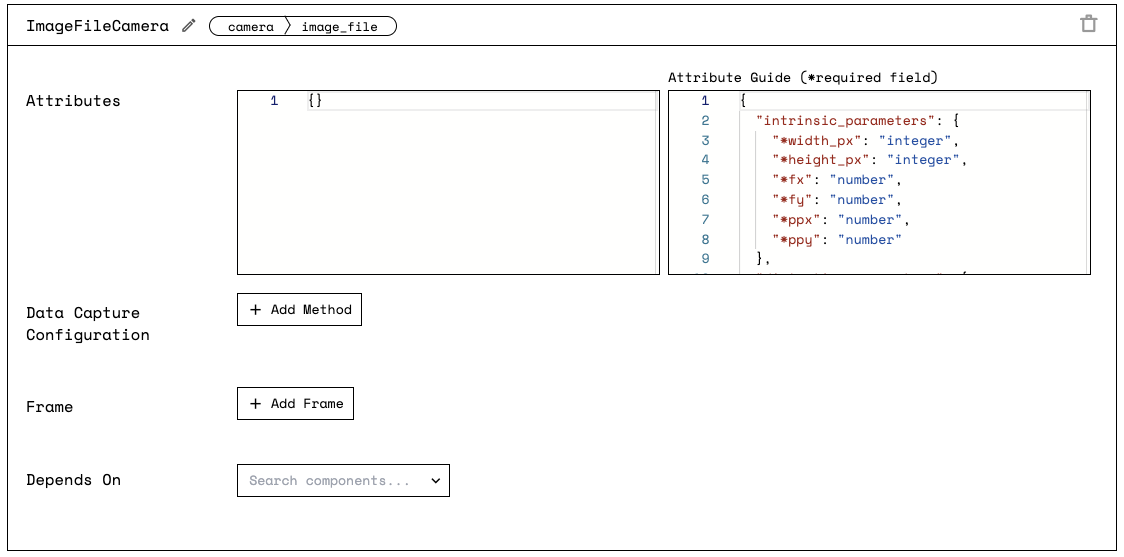 ImageFileCamera camera image_file
Attribute Guide (*required field)
Attributes
1 {}
1 {
2 "intrinsic_parameters": {
3 "*width_px": "integer",
4 "*height_px": "integer",
5 "*fx": "number",
6 "*fy": "number",
7 "*ppx": "number",
8 "*ppy": "number"
9 },
Data Capture
Configuration
+ Add Method
Frame
+ Add Frame
Depends On
Search components...